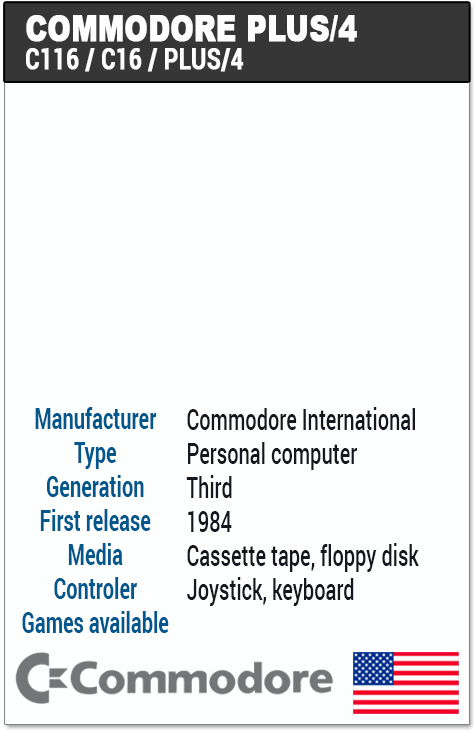 COMMODORE PLUS/4
C116 / C16 / PLUS/4
Manufacturer Commodore International
Type Personal computer
Generation Third
First release 1984
Media Cassette tape, floppy disk
Controler Joystick, keyboard
Games available
Commodore